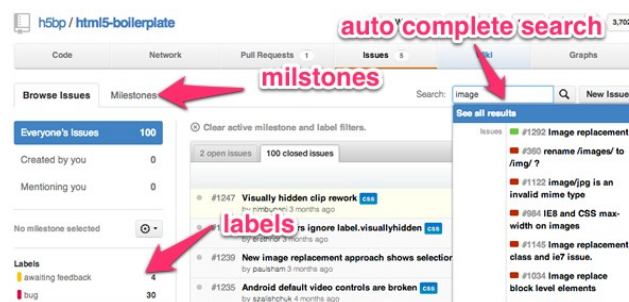 h5bp / html5-boilerplate
3,702
auto complete search
Code
Network
Pull Requests 1
Issues 5
Graphs
milstones
Browse Issues
Milestones
Search:
image
New Issue
See all results
Everyone's Issues 100
Created by you 0
Mentioning you 0
No milestone selected
Labels
awaiting feedback 4
bug 30
Clear active milestone and label filters.
2 open issues
100 closed issues
#1247 Visually hidden clip rework css
3 months ago
labels
ignore label.visuallyhidden css
3 months ago
#1239 New image replacement approach shows selection
by paulsham 3 months ago
#1235 Android default video controls are broken css
by szalshchuk 4 months ago
Issues
#1292 Image replacement
#360 rename /images/ to
/img/ ?
#1122 image/jpg is an
invalid mime type
#984 IE8 and CSS max-
width on images
#1145 Image replacement
class and ie7 issue.
#1034 Image replace
block level elements